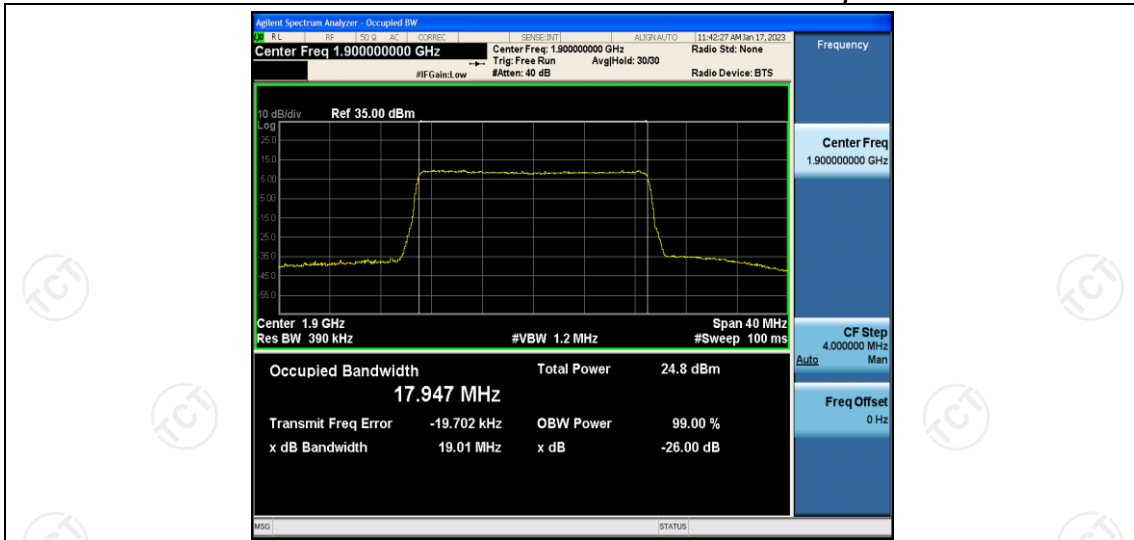 Agilent Spectrum Analyzer - Occupied BW
LXI RL RF 50 Ω AC CORREC SENSE:INT ALIGN AUTO 11:42:27 AM Jan 17, 2023
Center Freq 1.900000000 GHz
Center Freq: 1.900000000 GHz
Radio Std: None
Trig: Free Run Avg|Hold: 30/30
#IFGain:Low #Atten: 40 dB Radio Device: BTS
10 dB/div Ref 35.00 dBm
Log
25.0
15.0
5.00
-5.00
-15.0
-25.0
-35.0
-45.0
-55.0
Center 1.9 GHz Span 40 MHz
Res BW 390 kHz #VBW 1.2 MHz #Sweep 100 ms
Occupied Bandwidth Total Power 24.8 dBm
17.947 MHz
Transmit Freq Error -19.702 kHz OBW Power 99.00 %
x dB Bandwidth 19.01 MHz x dB -26.00 dB
MSG STATUS
Frequency
Center Freq
1.900000000 GHz
CF Step
4.000000 MHz
Auto Man
Freq Offset
0 Hz
TCT
TCT
TCT
TCT